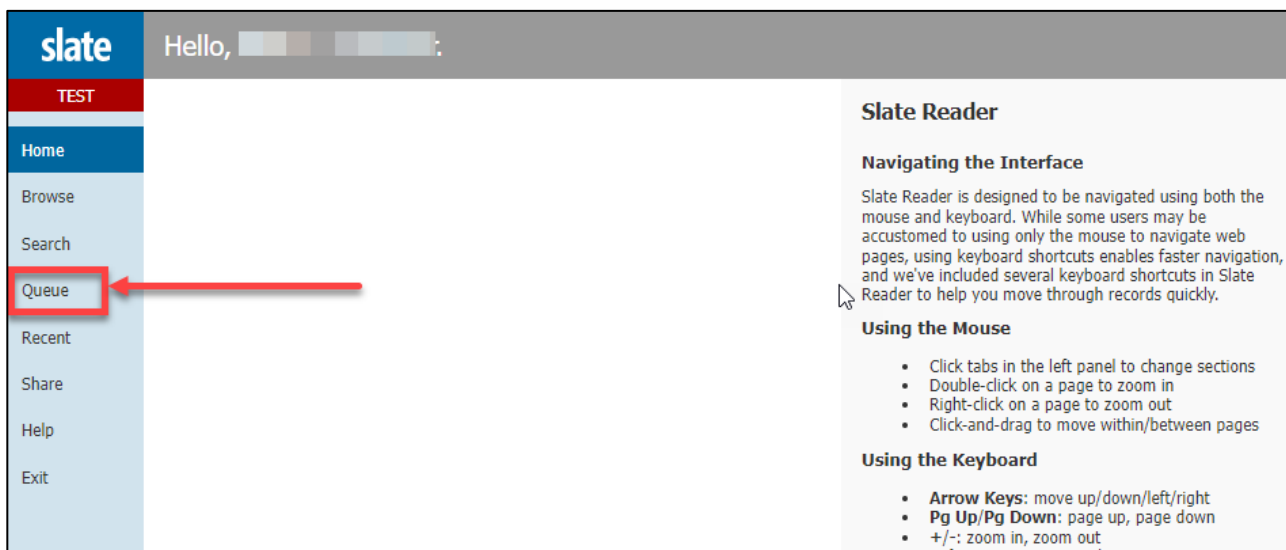 slate
Hello,
TEST
Home
Browse
Search
Queue
Recent
Share
Help
Exit
Slate Reader
Navigating the Interface
Slate Reader is designed to be navigated using both the
mouse and keyboard. While some users may be
accustomed to using only the mouse to navigate web
pages, using keyboard shortcuts enables faster navigation,
and we've included several keyboard shortcuts in Slate
Reader to help you move through records quickly.
Using the Mouse
• Click tabs in the left panel to change sections
• Double-click on a page to zoom in
• Right-click on a page to zoom out
• Click-and-drag to move within/between pages
Using the Keyboard
• Arrow Keys: move up/down/left/right
• Pg Up/Pg Down: page up, page down
• +/-: zoom in, zoom out